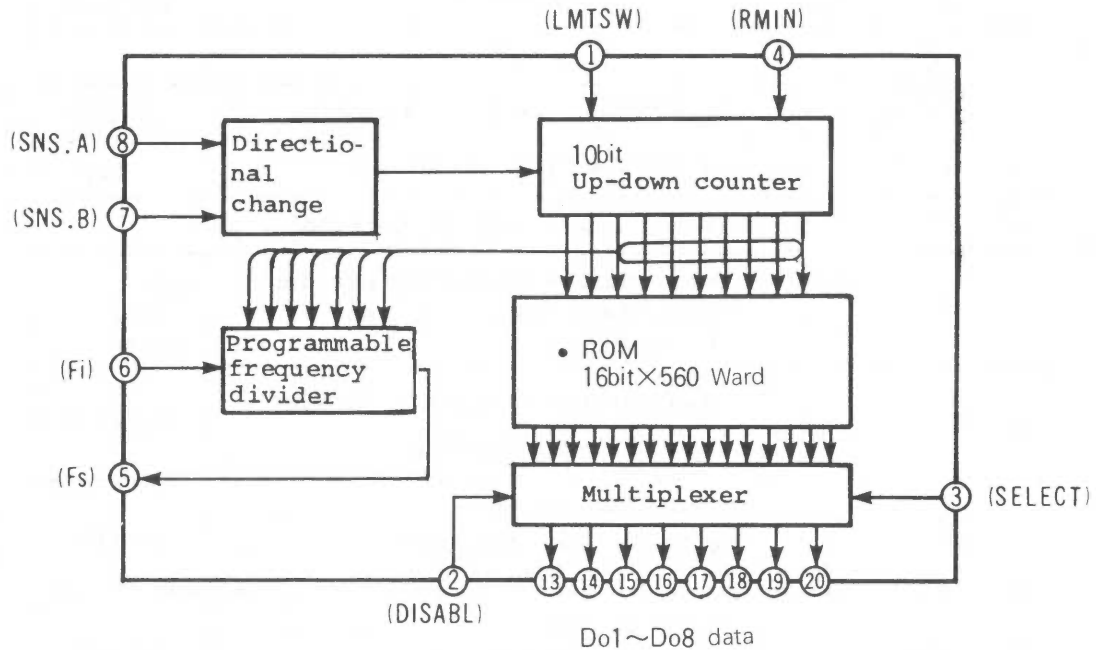 (LMTSW) (RMIN)
1 4
(SNS.A) 8
Directio-
nal
change
10bit
Up-down counter
(SNS.B) 7
(Fi) 6
Programmable
frequency
divider
• ROM
16bit×560 Ward
(Fs) 5
Multiplexer
3 (SELECT)
2 13 14 15 16 17 18 19 20
(DISABL)
Do1~Do8 data